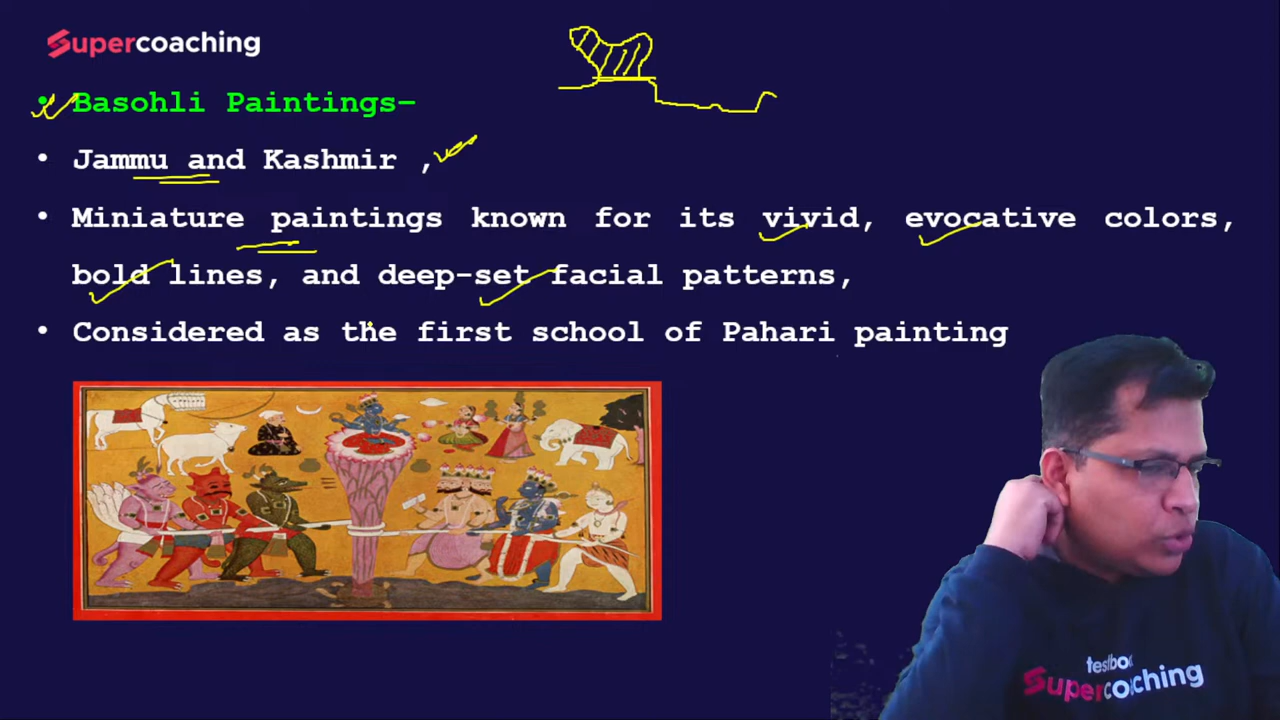 Supercoaching
• Basohli Paintings-
• Jammu and Kashmir ,
• Miniature paintings known for its vivid, evocative colors,
bold lines, and deep-set facial patterns,
• Considered as the first school of Pahari painting
testbook
Supercoaching